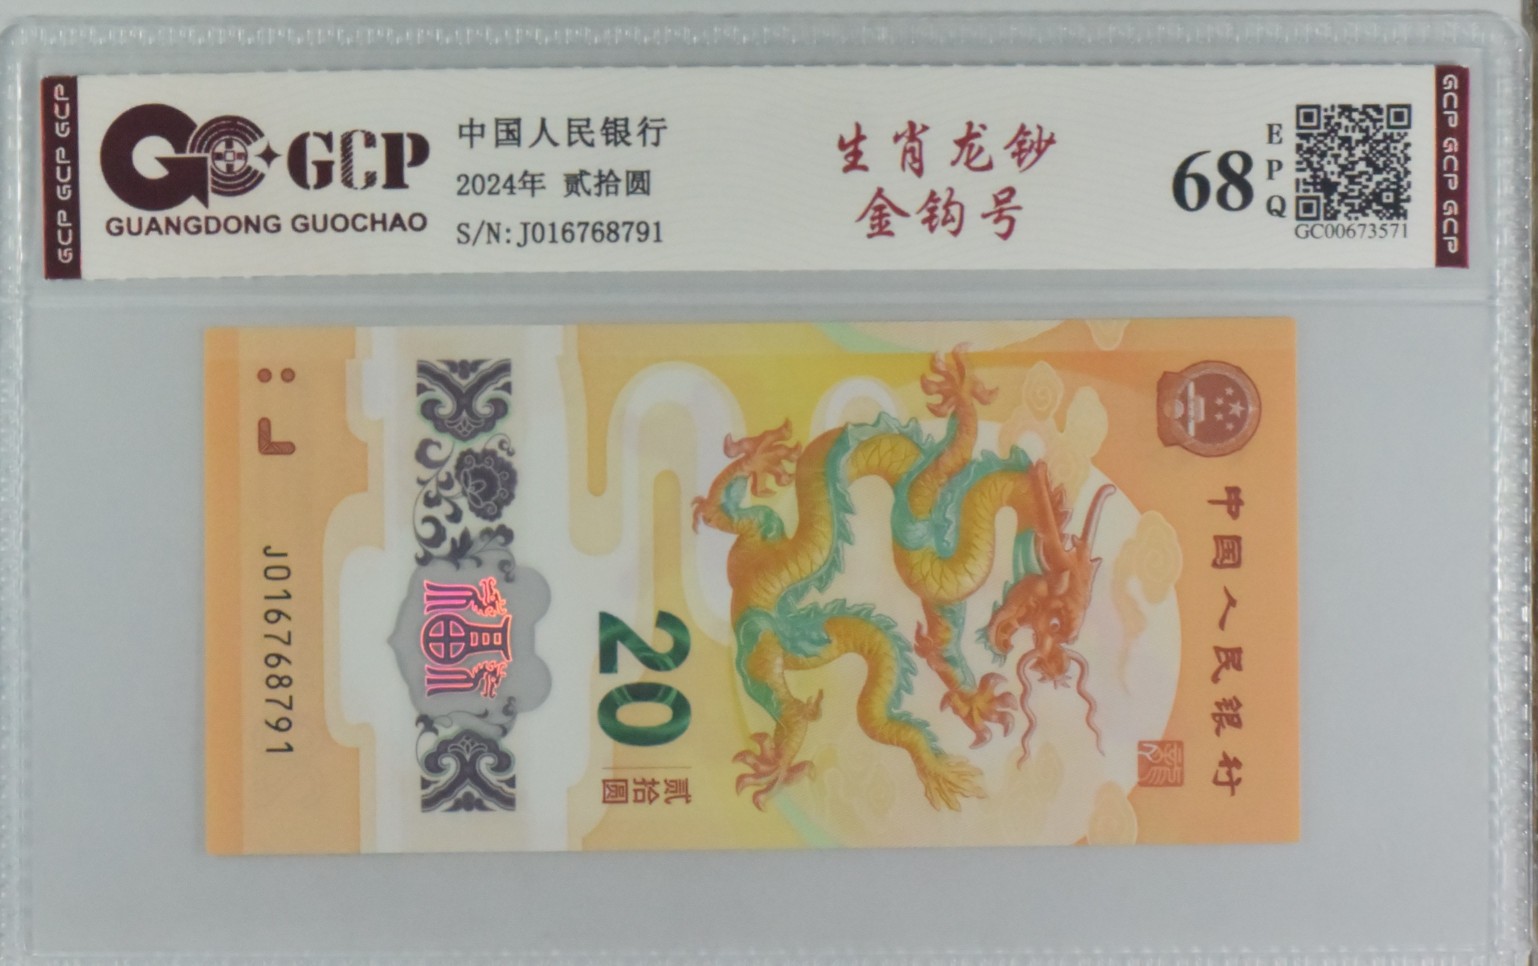 GCP GCP GCP
GCP
GUANGDONG GUOCHAO
中国人民银行
2024年 贰拾圆
S/N:J016768791
生肖龙钞
金钩号
68
EPQ
GC00673571
GCP GCP GCP
中国人民银行
20
贰拾圆
J016768791